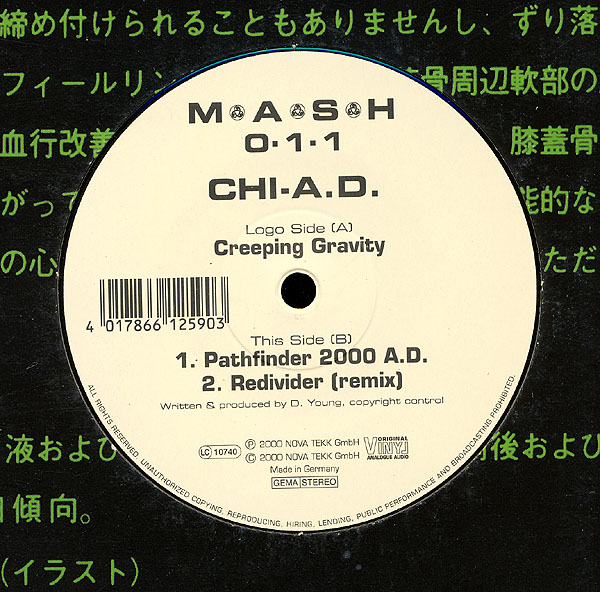 締め付けられることもありませんし、ずり落
フィールリン
骨周辺軟部の
M A S H
0·1·1
血行改善
膝蓋骨
CHI-A.D.
がって
能的な
Logo Side (A)
Creeping Gravity
の心
ただ
4 017866 125903
This Side (B)
1. Pathfinder 2000 A.D.
2. Redivider (remix)
Written & produced by D. Young, copyright control
液および
後および
LC 10740
℗ 2000 NOVA TEKK GmbH
© 2000 NOVA TEKK GmbH
Made in Germany
GEMA STEREO
ORIGINAL
VINYL
ANALOGUE AUDIO
ALL RIGHTS RESERVED. UNAUTHORIZED COPYING, REPRODUCING, HIRING, LENDING, PUBLIC PERFORMANCE AND BROADCASTING PROHIBITED.
傾向。
(イラスト)